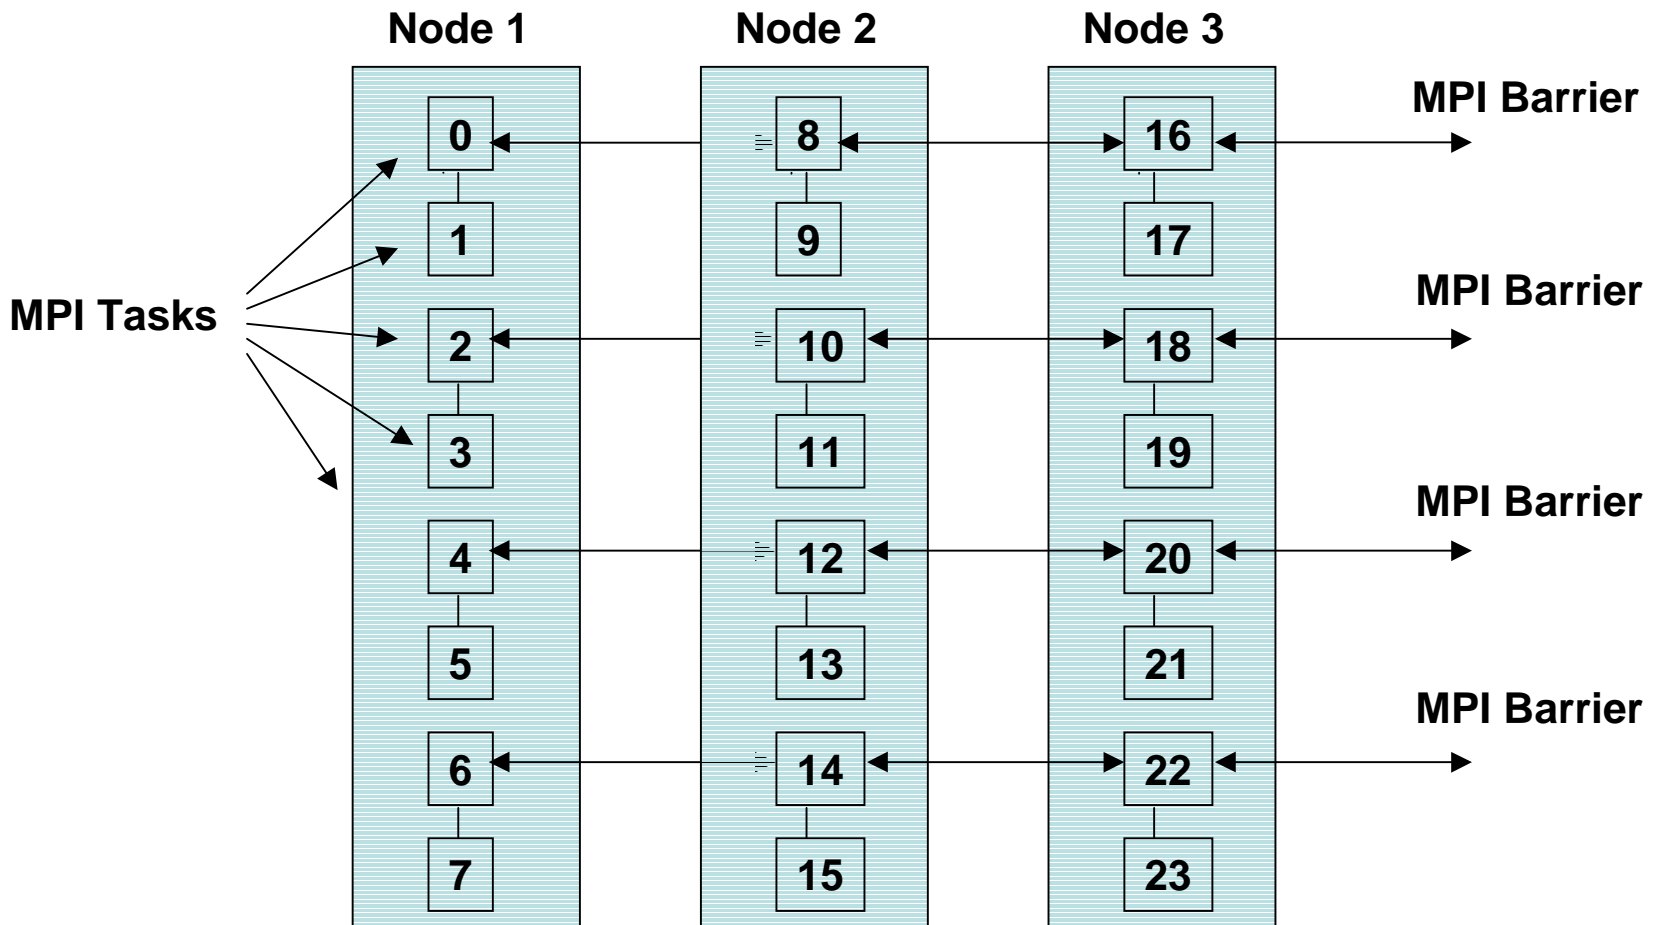 Node 1 Node 2 Node 3
MPI Barrier
0 8 16
1 9 17
MPI Barrier
MPI Tasks
2 10 18
3 11 19
MPI Barrier
4 12 20
5 13 21
MPI Barrier
6 14 22
7 15 23